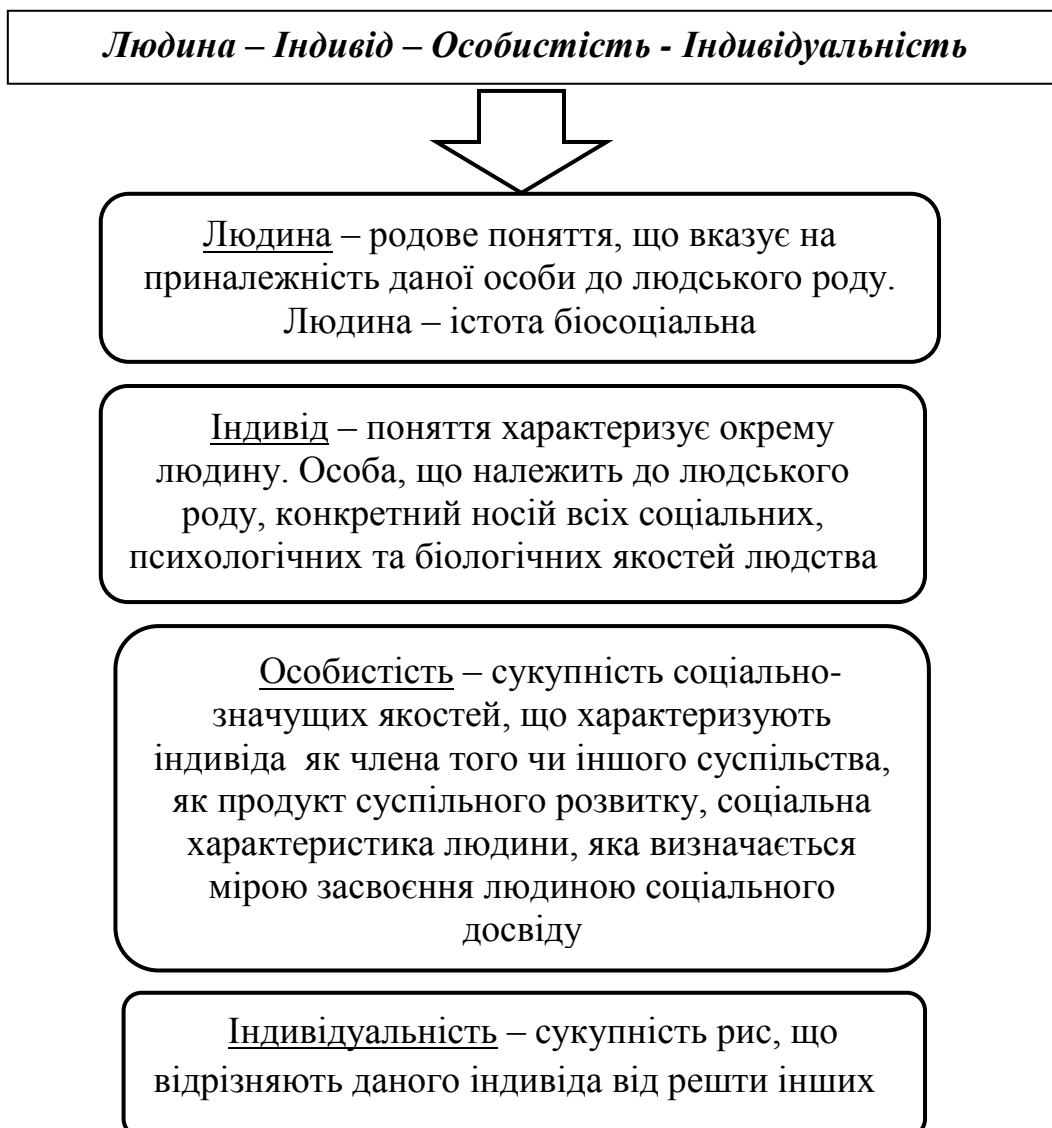 Людина – Індивід – Особистість - Індивідуальність
Людина – родове поняття, що вказує на
приналежність даної особи до людського роду.
Людина – істота біосоціальна
Індивід – поняття характеризує окрему
людину. Особа, що належить до людського
роду, конкретний носій всіх соціальних,
психологічних та біологічних якостей людства
Особистість – сукупність соціально-
значущих якостей, що характеризують
індивіда  як члена того чи іншого суспільства,
як продукт суспільного розвитку, соціальна
характеристика людини, яка визначається
мірою засвоєння людиною соціального
досвіду
Індивідуальність – сукупність рис, що
відрізняють даного індивіда від решти інших